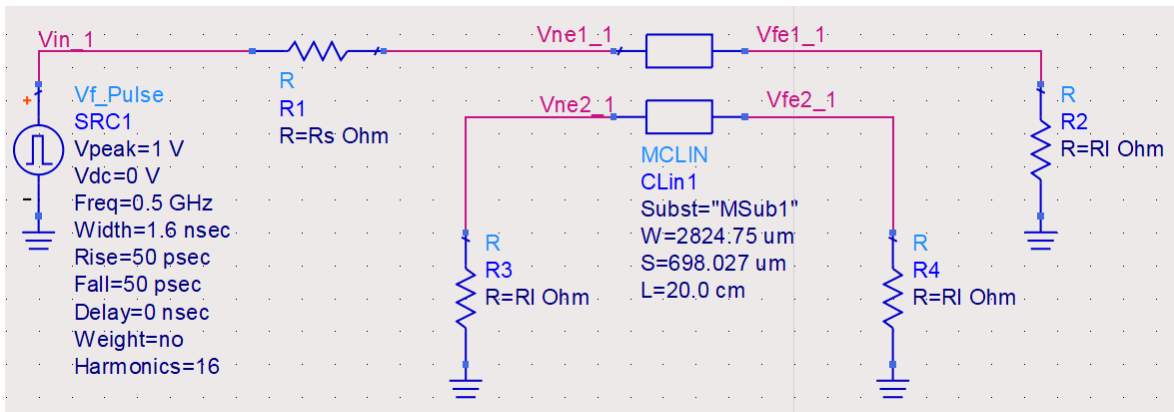 Vin_1
Vne1_1
Vfe1_1
+
Vf_Pulse
SRC1
Vpeak=1 V
Vdc=0 V
Freq=0.5 GHz
Width=1.6 nsec
Rise=50 psec
Fall=50 psec
Delay=0 nsec
Weight=no
Harmonics=16
-
R
R1
R=Rs Ohm
Vne2_1
Vfe2_1
MCLIN
CLin1
Subst="MSub1"
W=2824.75 um
S=698.027 um
L=20.0 cm
R
R2
R=Rl Ohm
R
R3
R=Rl Ohm
R
R4
R=Rl Ohm